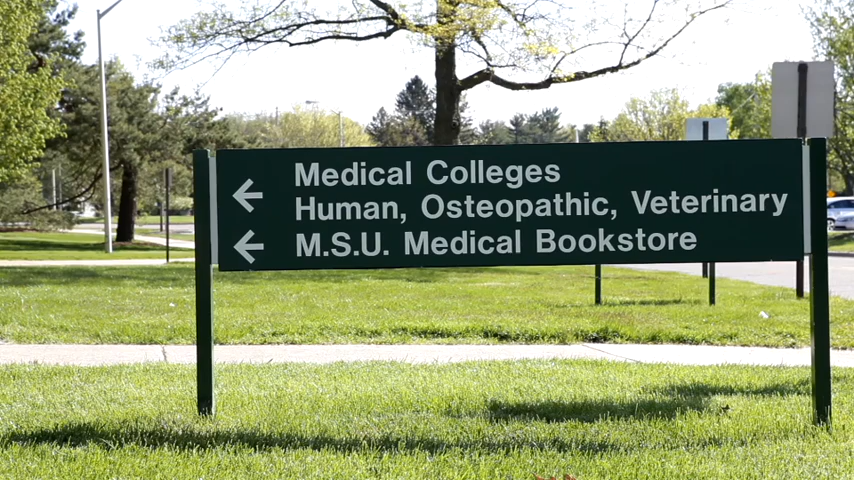 ← Medical Colleges
Human, Osteopathic, Veterinary
← M.S.U. Medical Bookstore